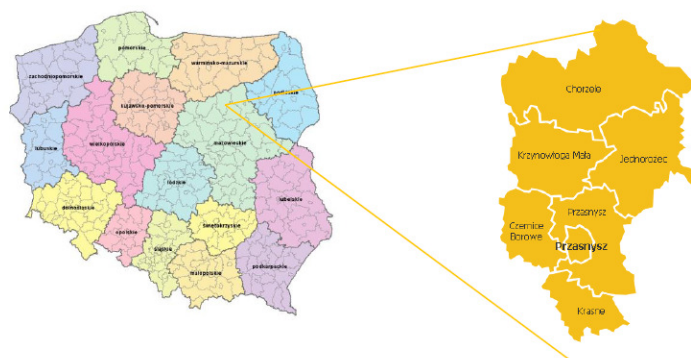 pomorskie
warmińsko-mazurskie
zachodniopomorskie
podlaskie
kujawsko-pomorskie
mazowieckie
wielkopolskie
lubuskie
łódzkie
lubelskie
dolnośląskie
opolskie
świętokrzyskie
śląskie
małopolskie
podkarpackie
Chorzele
Krzynowłoga Mała
Jednorożec
Przasnysz
Czernice
Borowe
Przasnysz
Krasne